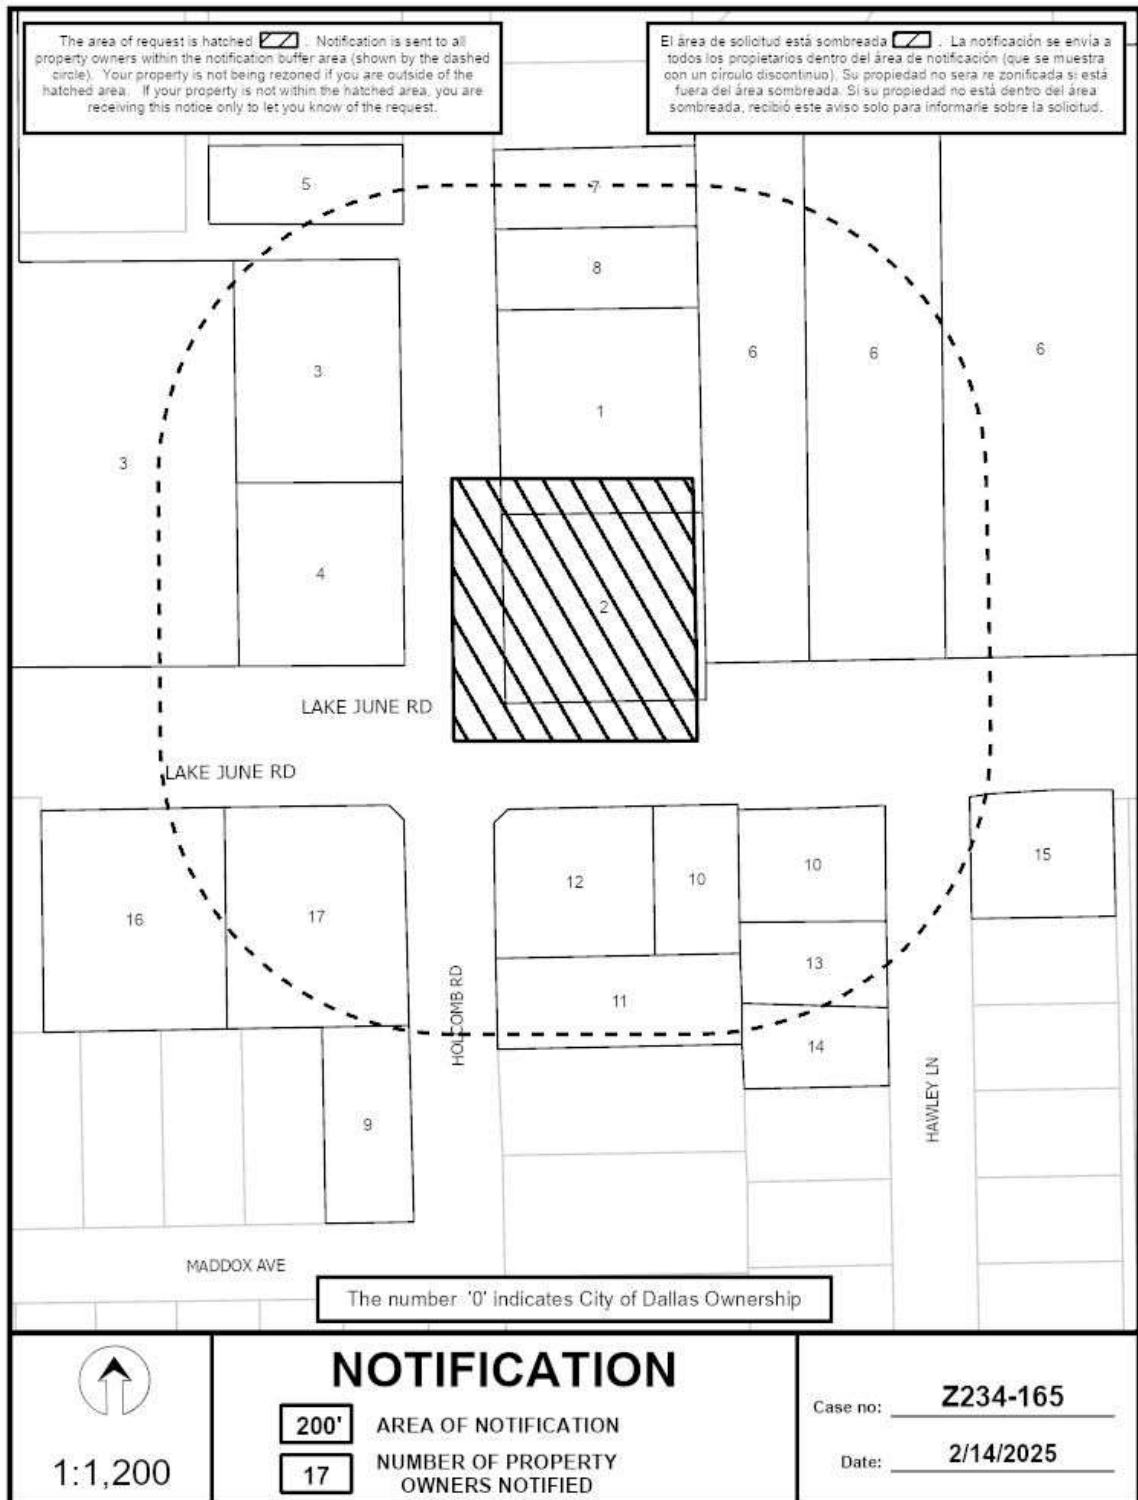 The area of request is hatched . Notification is sent to all
property owners within the notification buffer area (shown by the dashed
circle). Your property is not being rezoned if you are outside of the
hatched area. If your property is not within the hatched area, you are
receiving this notice only to let you know of the request.
El área de solicitud está sombreada . La notificación se envía a
todos los propietarios dentro del área de notificación (que se muestra
con un círculo discontinuo). Su propiedad no sera re zonificada si está
fuera del área sombreada. Si su propiedad no está dentro del área
sombreada, recibió este aviso solo para informarle sobre la solicitud.
5
7
8
3
6
6
6
1
3
4
2
LAKE JUNE RD
LAKE JUNE RD
16
17
12
10
10
15
13
11
14
HOLCOMB RD
HAWLEY LN
9
MADDOX AVE
The number '0' indicates City of Dallas Ownership
1:1,200
NOTIFICATION
200' AREA OF NOTIFICATION
17 NUMBER OF PROPERTY
OWNERS NOTIFIED
Case no: Z234-165
Date: 2/14/2025